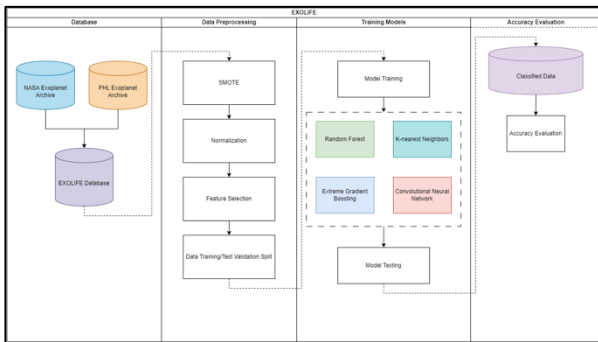 EXOLIFE
Database
Data Preprocessing
Training Models
Accuracy Evaluation
NASA Exoplanet
Archive
PHL Exoplanet
Archive
EXOLIFE Database
SMOTE
Normalization
Feature Selection
Data Training/Test Validation Split
Model Training
Random Forest
K-nearest Neighbors
Extreme Gradient
Boosting
Convolutional Neural
Network
Model Testing
Classified Data
Accuracy Evaluation